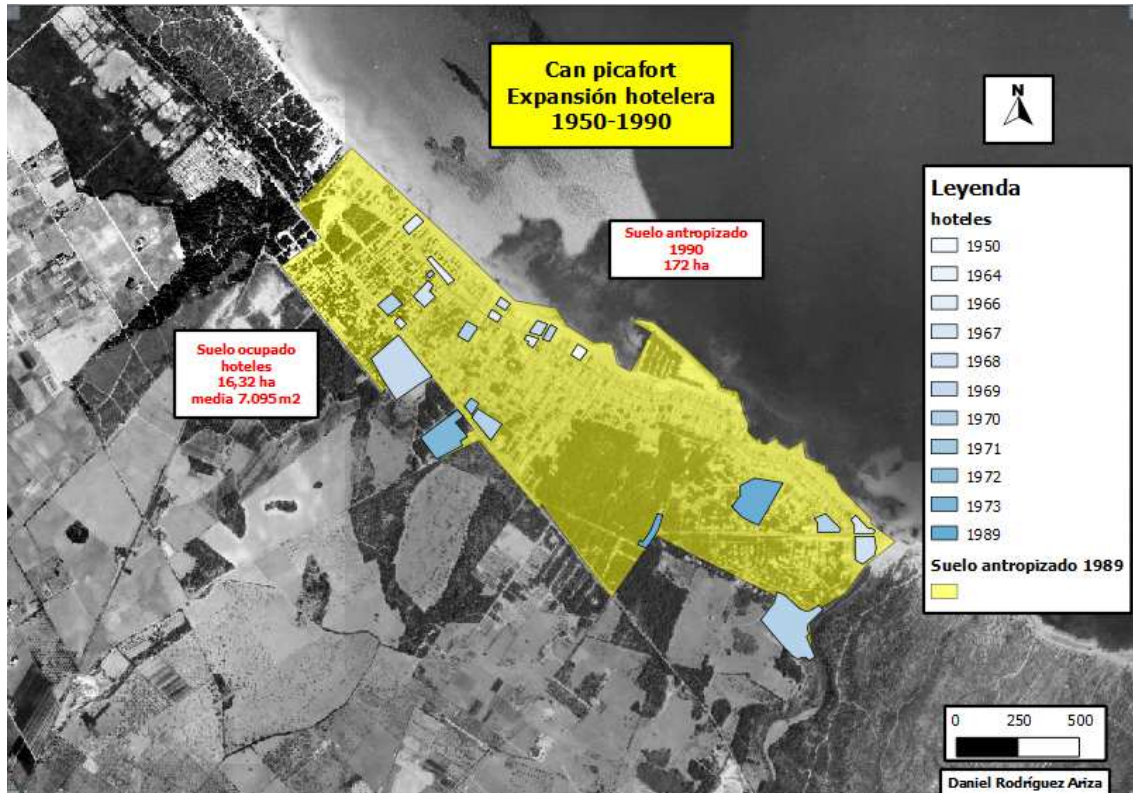 Can picafort
Expansión hotelera
1950-1990
N
Suelo antropizado
1990
172 ha
Suelo ocupado
hoteles
16,32 ha
media 7.095 m2
Leyenda
hoteles
1950
1964
1966
1967
1968
1969
1970
1971
1972
1973
1989
Suelo antropizado 1989
0 250 500
Daniel Rodríguez Ariza